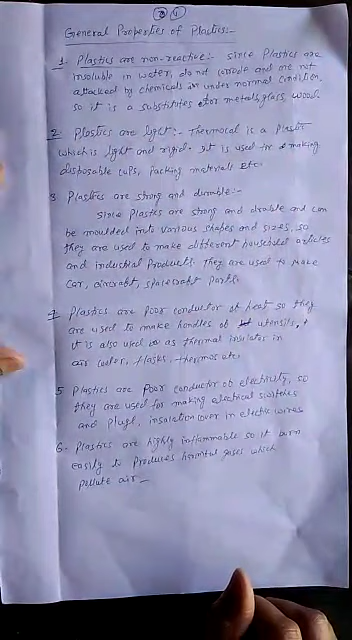 General Properties of Plastics:-
1 Plastics are non-reactive:- Since Plastics are
insoluble in water, do not corrode and are not
attacked by chemicals under normal condition,
so it is a substitutes for metals, glass, wood.
2. Plastics are light:- Thermocal is a Plastic
which is light and rigid. It is used for making
disposable cups, Packing materials etc.
3 Plastics are strong and durable:-
Since Plastics are strong and drable and can
be moulded into various shapes and sizes, so
they are used to make different household articles
and industrial Products. They are used to make
car, aircrabt, spacecrabt parts.
4 Plastics are Poor conductor of heat so they
are used to make handles of utensils,
it is also used as thermal insulator in
air cooler, flasks, thermos etc
5 Plastics are Poor conductor of electricity, so
they are used for making electrical switches
and plugs, insulation over in electric wires
6- Plastics are highly inflammable so it burn
easily & Produces harmful gases which
pollute air-